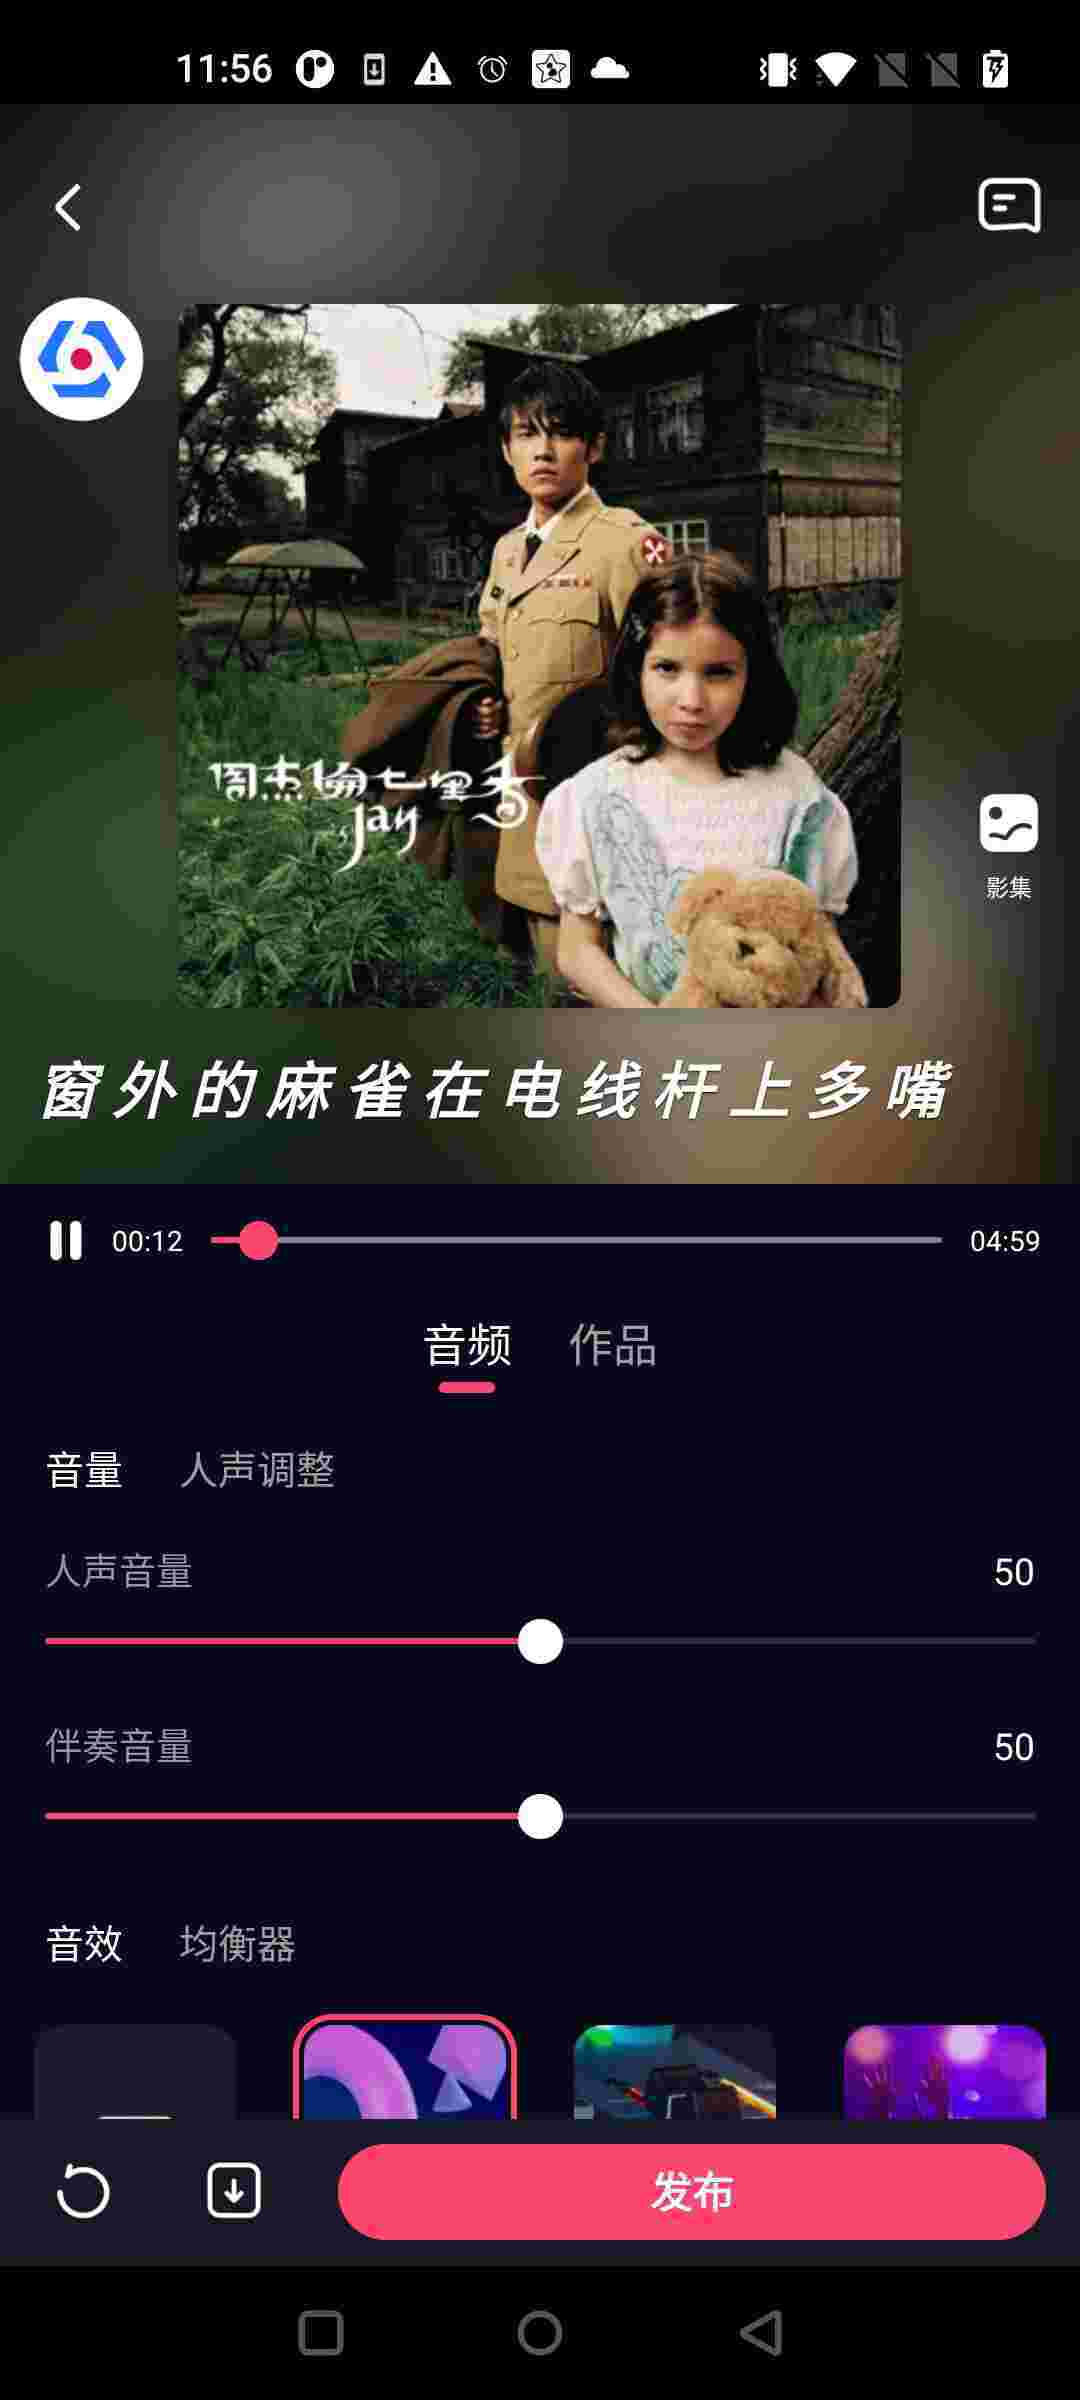 11:56
周杰倫七里香
's Jay
影集
窗外的麻雀在电线杆上多嘴
00:12
04:59
音频 作品
音量 人声调整
人声音量 50
伴奏音量 50
音效 均衡器
发布